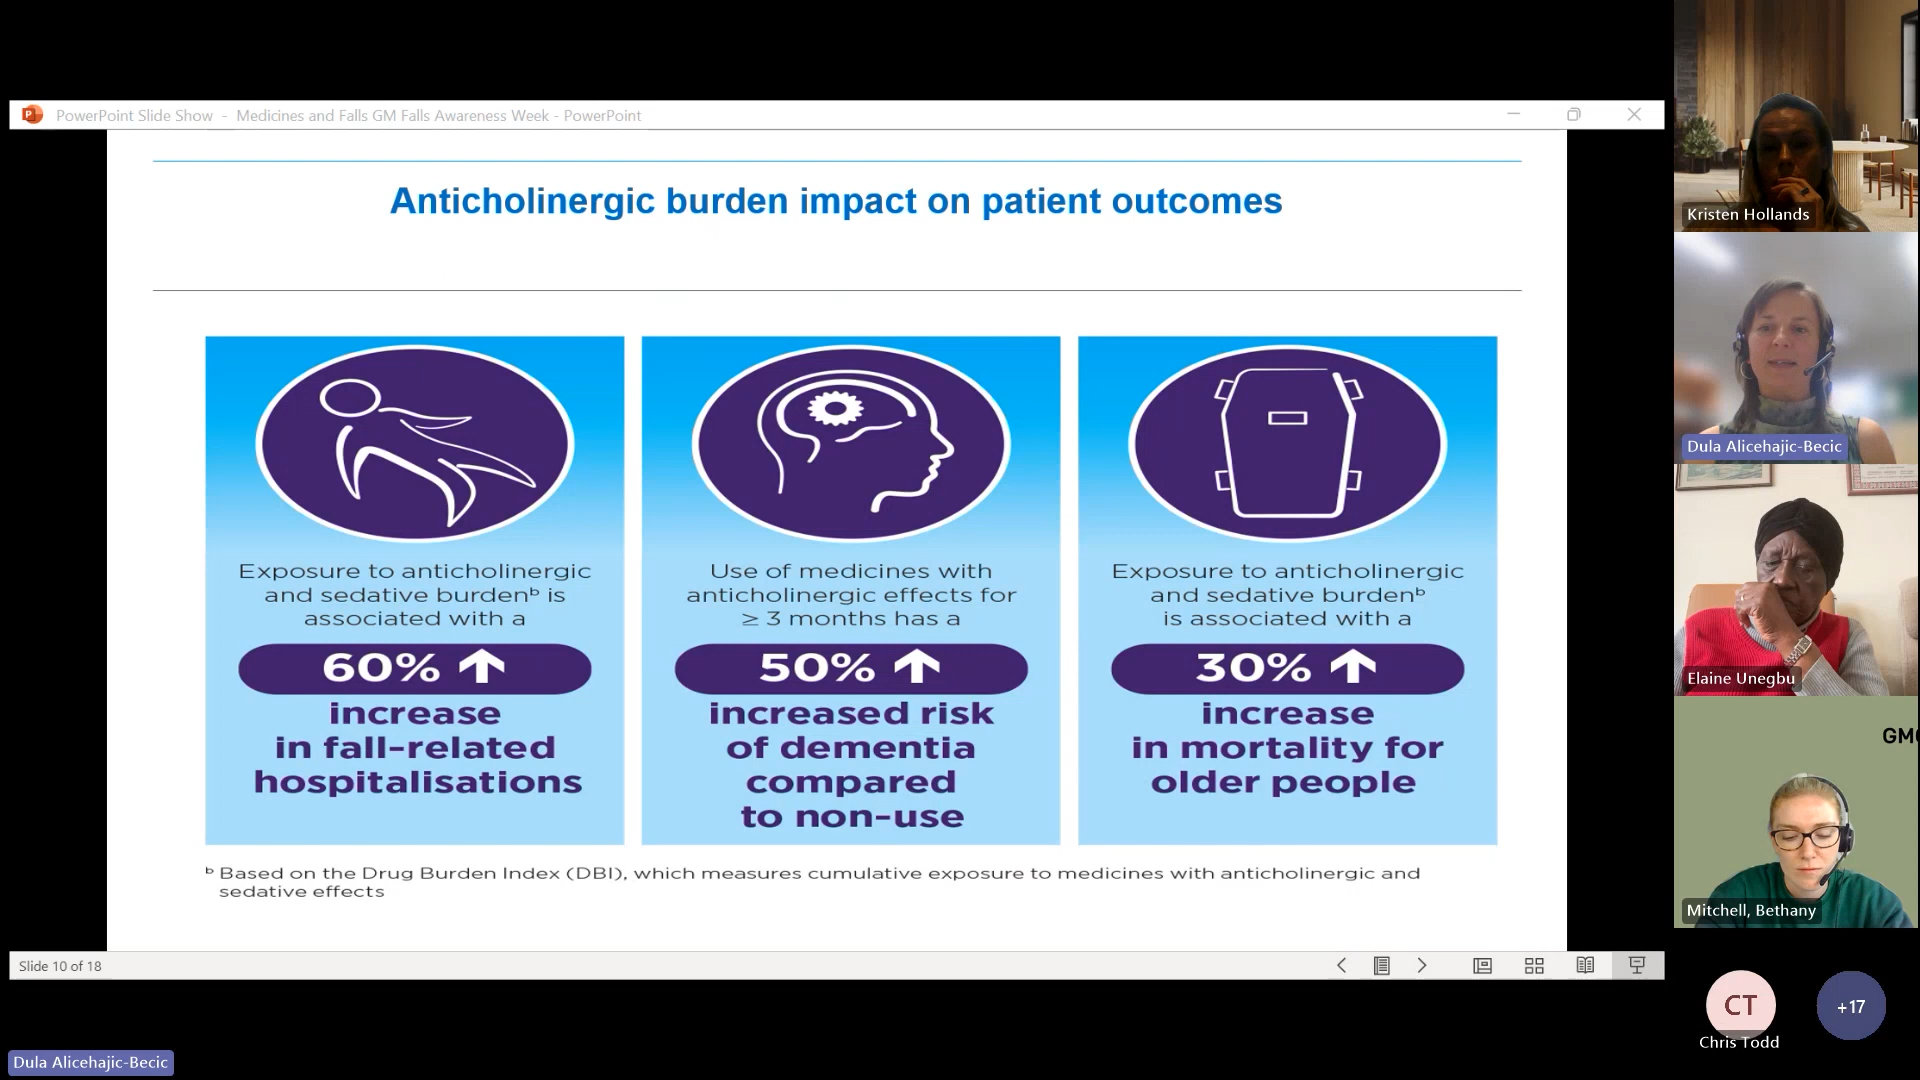 PowerPoint Slide Show - Medicines and Falls GM Falls Awareness Week - PowerPoint
Anticholinergic burden impact on patient outcomes
Exposure to anticholinergic
and sedative burdenᵇ is
associated with a
60%
increase
in fall-related
hospitalisations
Use of medicines with
anticholinergic effects for
≥ 3 months has a
50%
increased risk
of dementia
compared
to non-use
Exposure to anticholinergic
and sedative burdenᵇ
is associated with a
30%
increase
in mortality for
older people
ᵇ Based on the Drug Burden Index (DBI), which measures cumulative exposure to medicines with anticholinergic and
sedative effects
Slide 10 of 18
Dula Alicehajic-Becic
Kristen Hollands
Dula Alicehajic-Becic
Elaine Unegbu
GM
Mitchell, Bethany
CT
Chris Todd
+17